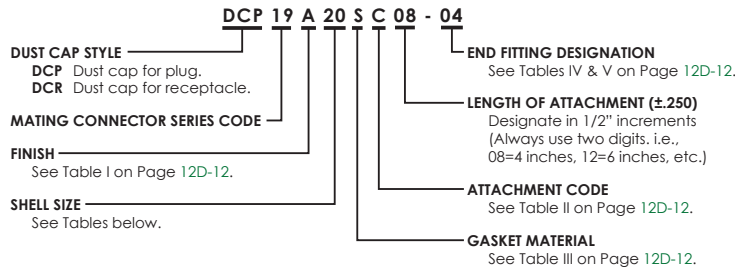 DCP 19 A 20 S C 08 - 04
DUST CAP STYLE
DCP Dust cap for plug.
DCR Dust cap for receptacle.
MATING CONNECTOR SERIES CODE
FINISH
See Table I on Page 12D-12.
SHELL SIZE
See Tables below.
END FITTING DESIGNATION
See Tables IV & V on Page 12D-12.
LENGTH OF ATTACHMENT (±.250)
Designate in 1/2" increments
(Always use two digits. i.e.,
08=4 inches, 12=6 inches, etc.)
ATTACHMENT CODE
See Table II on Page 12D-12.
GASKET MATERIAL
See Table III on Page 12D-12.